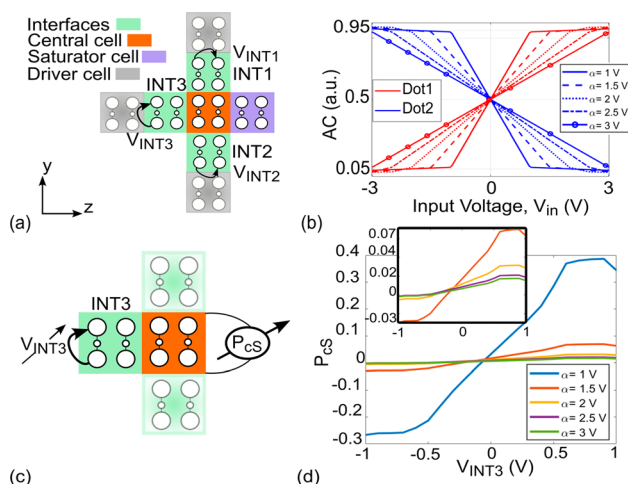 Interfaces
Central cell
Saturator cell
Driver cell
V_INT1
INT1
INT3
V_INT3
INT2
V_INT2
y
z
(a)
AC (a.u.)
0.95
0.5
0.05
Dot1
Dot2
α= 1 V
α= 1.5 V
α= 2 V
α= 2.5 V
α= 3 V
-3
0
3
Input Voltage, V_in (V)
(b)
INT3
V_INT3
P_cS
(c)
0.07
0.04
0.02
0
-0.03
-1
0
1
P_cS
0.4
0.3
0.2
0.1
0
-0.1
-0.2
-0.3
α= 1 V
α= 1.5 V
α= 2 V
α= 2.5 V
α= 3 V
-1
-0.5
0
0.5
1
V_INT3 (V)
(d)